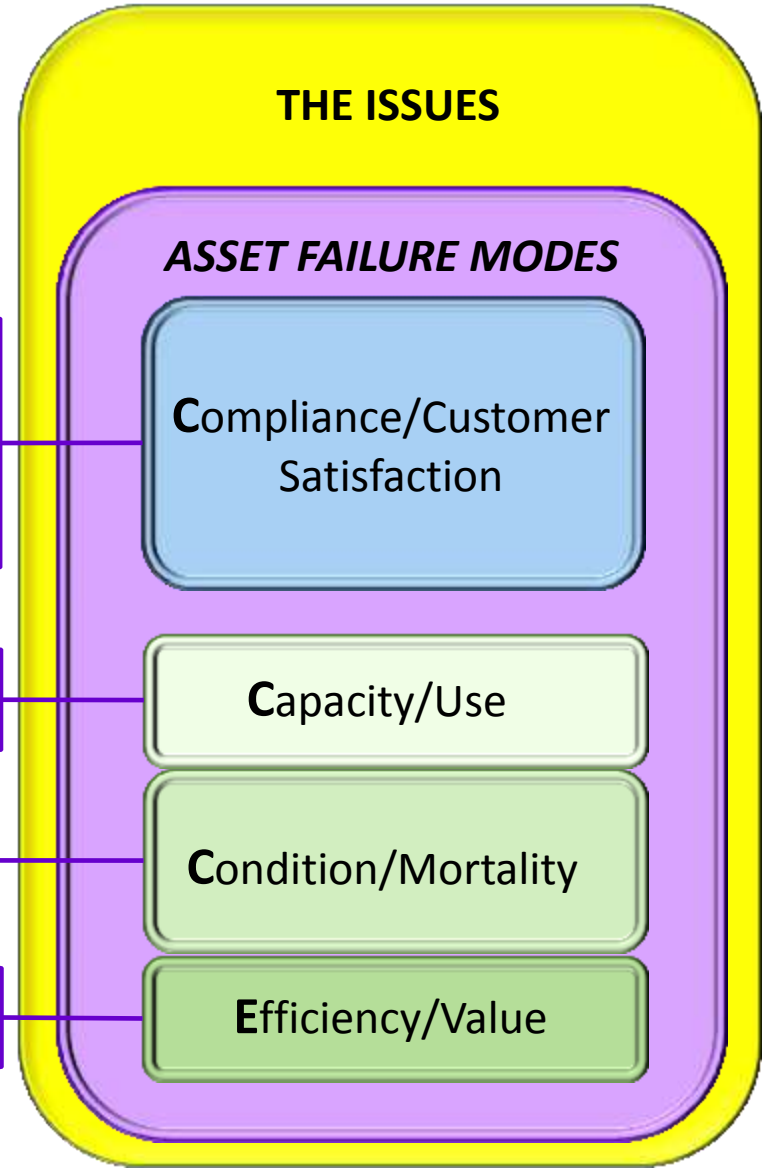 THE ISSUES
ASSET FAILURE MODES
Compliance/Customer
Satisfaction
Capacity/Use
Condition/Mortality
Efficiency/Value